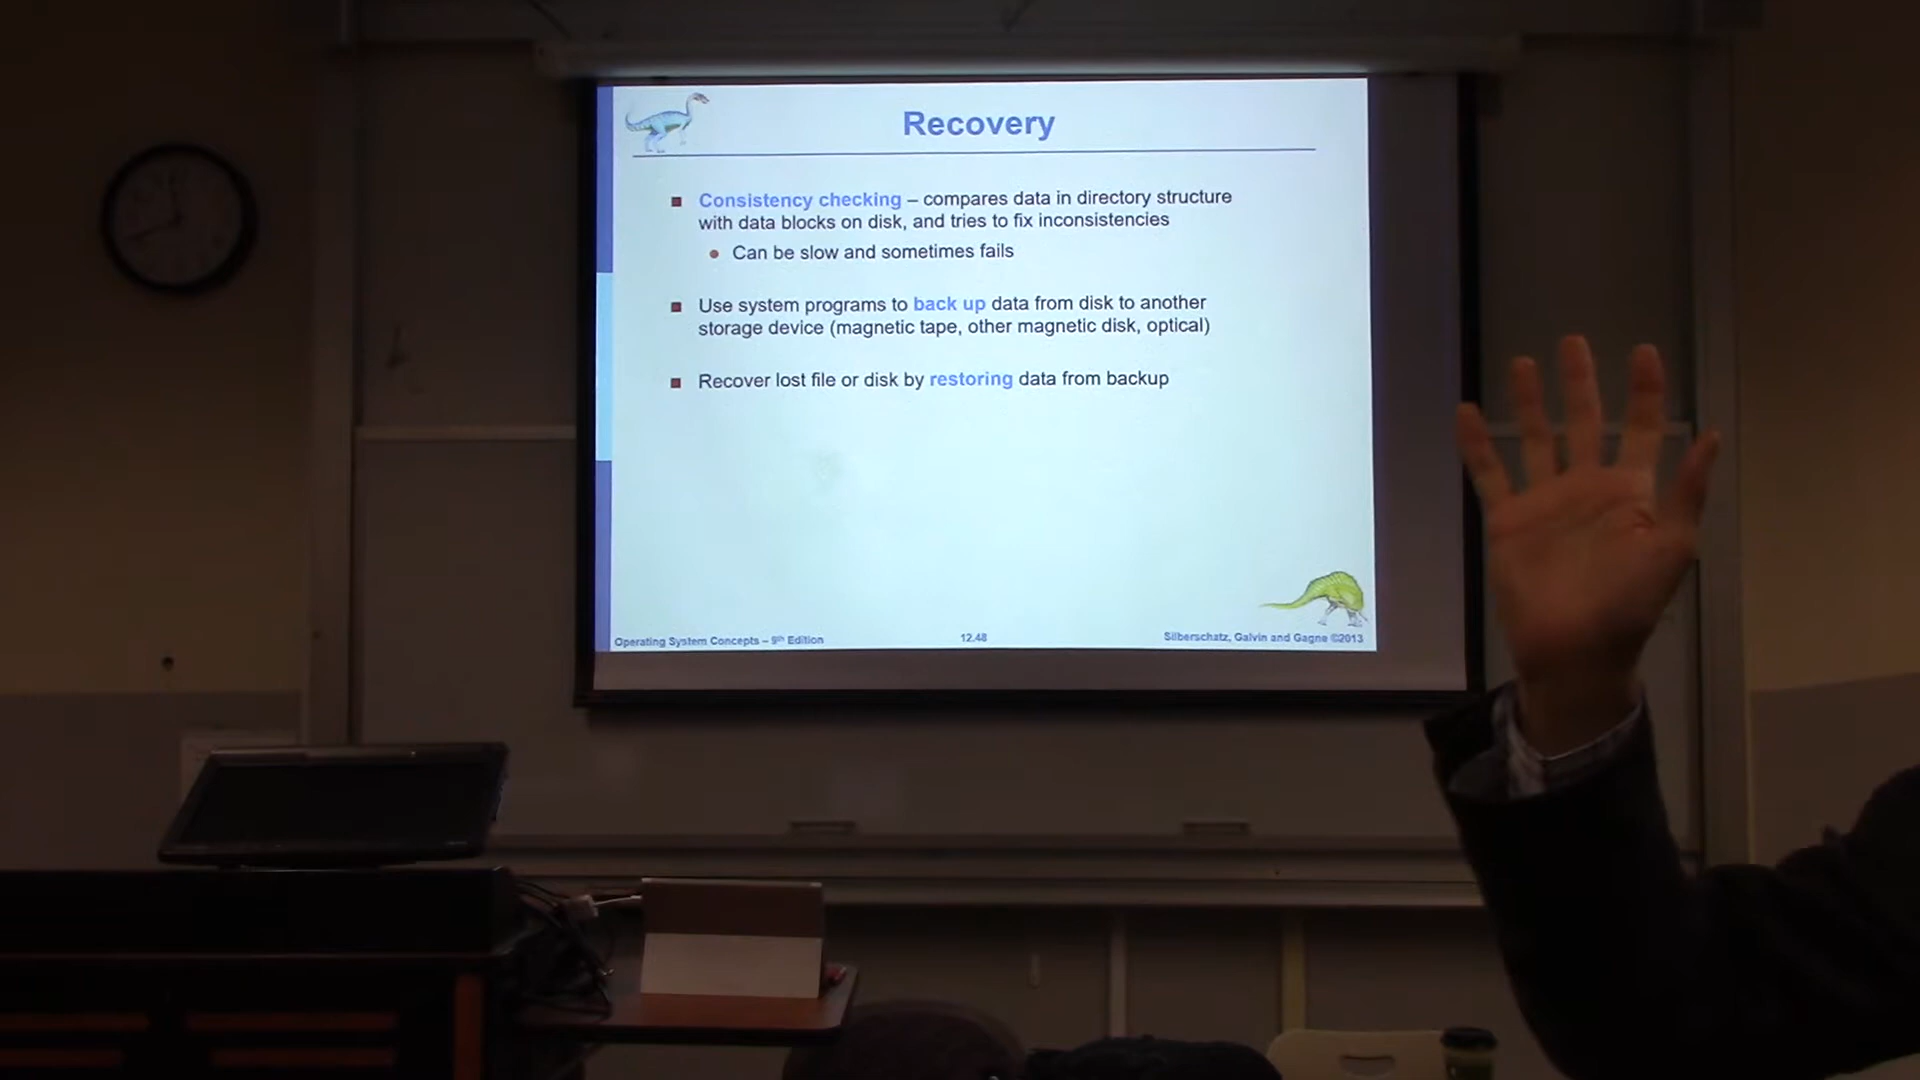 Recovery
Consistency checking – compares data in directory structure
with data blocks on disk, and tries to fix inconsistencies
Can be slow and sometimes fails
Use system programs to back up data from disk to another
storage device (magnetic tape, other magnetic disk, optical)
Recover lost file or disk by restoring data from backup
Operating System Concepts – 9th Edition
12.48
Silberschatz, Galvin and Gagne ©2013